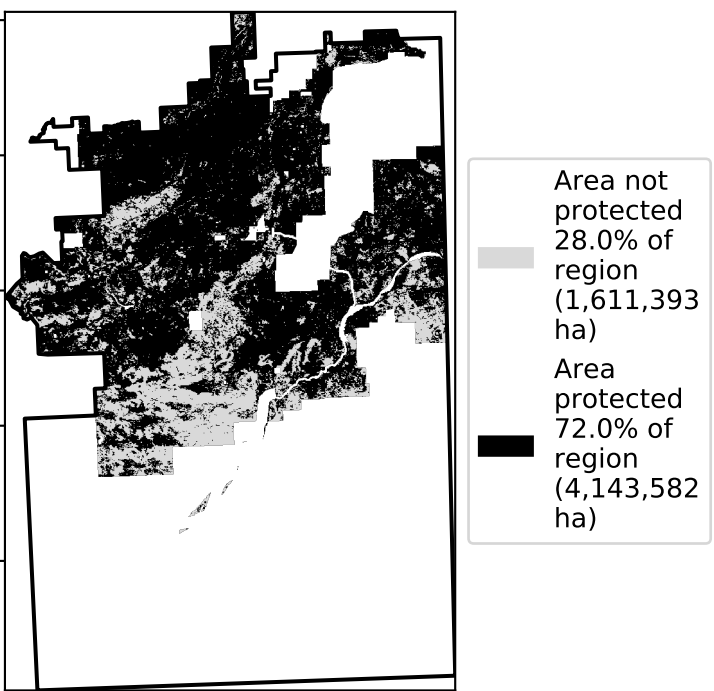 Area not
protected
28.0% of
region
(1,611,393
ha)
Area
protected
72.0% of
region
(4,143,582
ha)